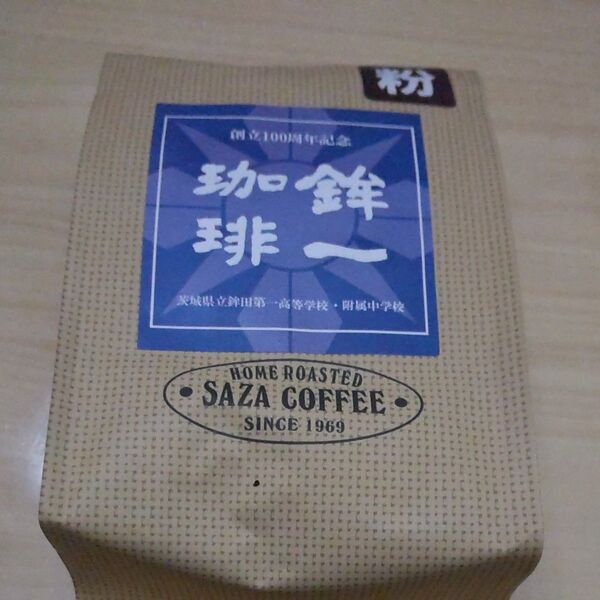 粉
創立100周年記念
鉾一
珈琲
茨城県立鉾田第一高等学校・附属中学校
HOME ROASTED
• SAZA COFFEE •
SINCE 1969